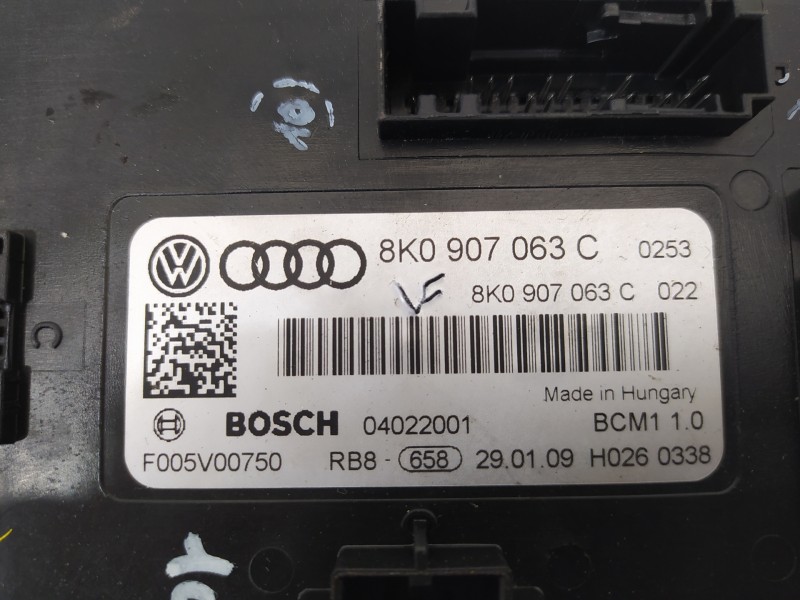 8K0 907 063 C 0253
8K0 907 063 C 022
VF
Made in Hungary
BOSCH 04022001 BCM1 1.0
F005V00750 RB8 - 658 29.01.09 H026 0338
C